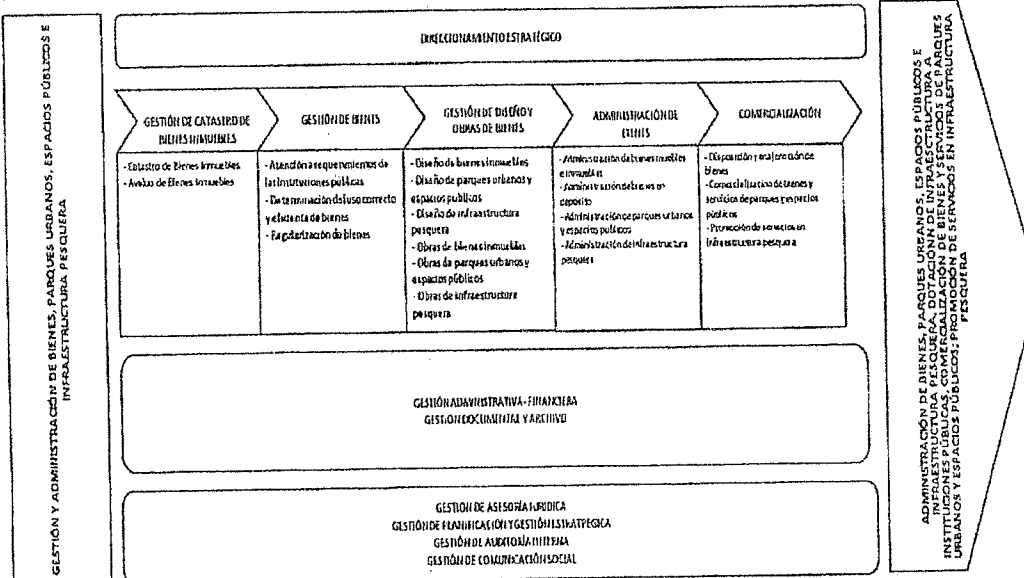 GESTIÓN Y ADMINISTRACIÓN DE BIENES, PARQUES URBANOS, ESPACIOS PÚBLICOS E
INFRAESTRUCTURA PESQUERA
DIRECCIONAMIENTO ESTRATÉGICO
GESTIÓN DE CATASTRO DE
BIENES INMUEBLES
- Catastro de Bienes Inmuebles
- Avalúo de Bienes Inmuebles
GESTIÓN DE BIENES
- Atención a requerimientos de
las instituciones públicas
- Determinación del uso correcto
y eficiente de bienes
- Regularización de bienes
GESTIÓN DE DISEÑO Y
OBRAS DE BIENES
- Diseño de bienes inmuebles
- Diseño de parques urbanos y
espacios publicos
- Diseño de infraestructura
pesquera
- Obras de bienes inmuebles
- Obras de parques urbanos y
espacios públicos
- Obras de infraestructura
pesquera
ADMINISTRACIÓN DE
BIENES
- Administración de bienes muebles
e inmuebles
- Administración de bienes en
depósito
- Administración de parques urbanos
y espacios públicos
- Administración de infraestructura
pesquera
COMERCIALIZACIÓN
- Disposición y enajenación de
bienes
- Comercialización de bienes y
servicios de parques y espacios
públicos
- Promoción de servicios en
infraestructura pesquera
GESTIÓN ADMINISTRATIVA - FINANCIERA
GESTIÓN DOCUMENTAL Y ARCHIVO
GESTIÓN DE ASESORÍA JURIDICA
GESTIÓN DE PLANIFICACIÓN Y GESTIÓN ESTRATRÉGICA
GESTIÓN DE AUDITORÍA INTERNA
GESTIÓN DE COMUNICACIÓN SOCIAL
ADMINISTRACIÓN DE BIENES, PARQUES URBANOS, ESPACIOS PÚBLICOS E
INFRAESTRUCTURA PESQUERA, DOTACIÓNN DE INFRAESCTRUCTURA A
INSTITUCIONES PÚBLICAS, COMERCIALIZACIÓN DE BIENES Y SERVICIOS DE PARQUES
URBANOS Y ESPACIOS PÚBLICOS; PROMOCIÓN DE SERVICIOS EN INFRAESTRUCTURA
PESQUERA